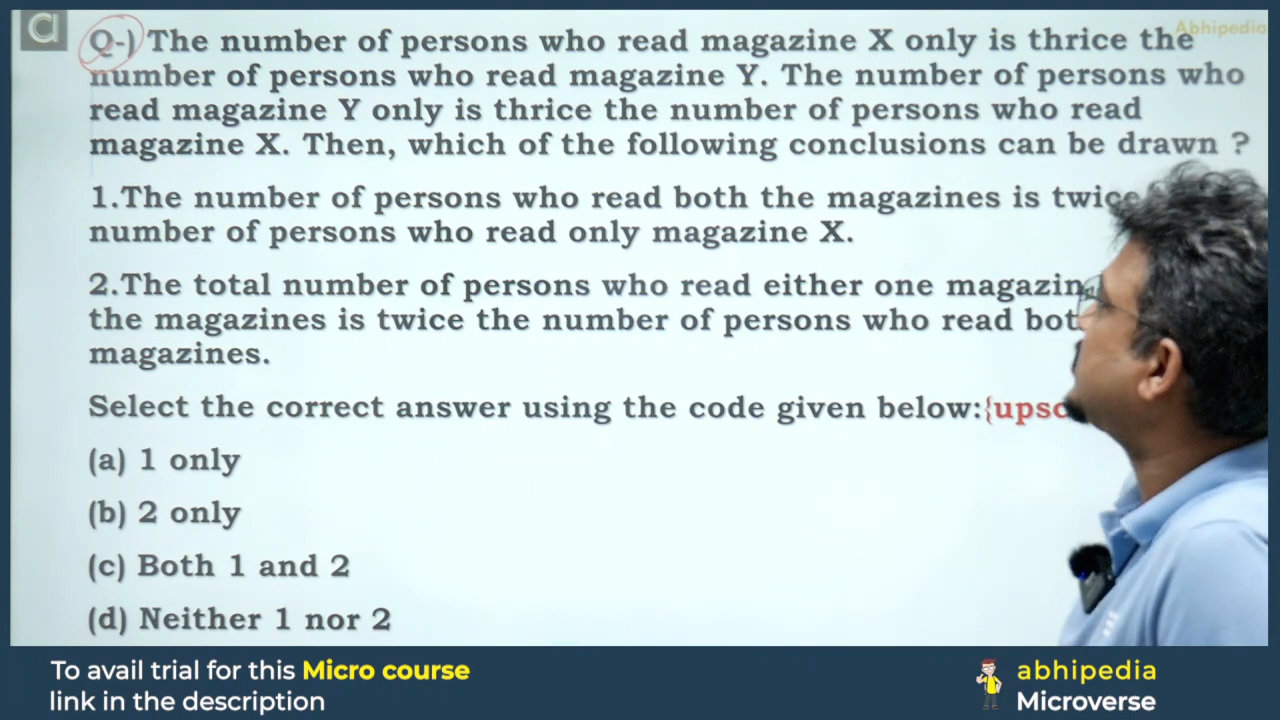 a
Abhipedia
Q-) The number of persons who read magazine X only is thrice the
number of persons who read magazine Y. The number of persons who
read magazine Y only is thrice the number of persons who read
magazine X. Then, which of the following conclusions can be drawn ?
1.The number of persons who read both the magazines is twice
number of persons who read only magazine X.
2.The total number of persons who read either one
the magazines is twice the number of persons who read
magazines.
Select the correct answer using the code given below:{upsc
(a) 1 only
(b) 2 only
(c) Both 1 and 2
(d) Neither 1 nor 2
To avail trial for this Micro course
link in the description
abhipedia
Microverse